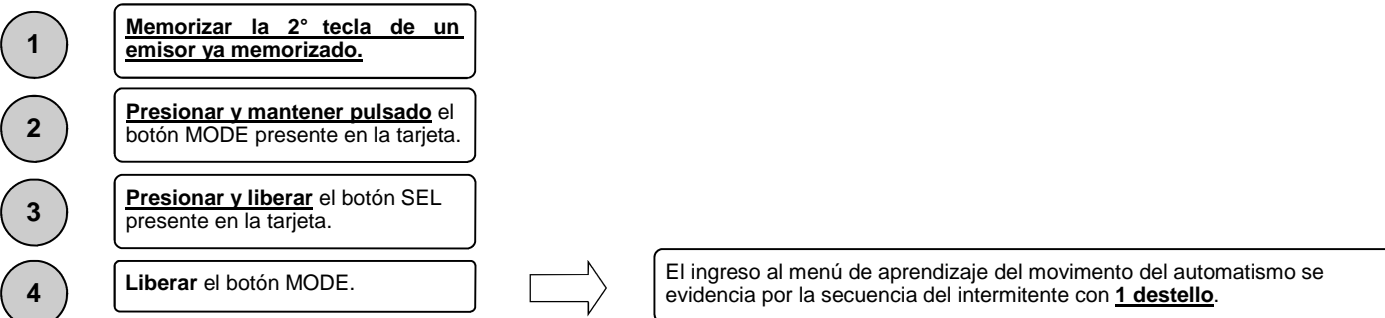 1
Memorizar la 2° tecla de un
emisor ya memorizado.
2
Presionar y mantener pulsado el
botón MODE presente en la tarjeta.
3
Presionar y liberar el botón SEL
presente en la tarjeta.
4
Liberar el botón MODE.
El ingreso al menú de aprendizaje del movimento del automatismo se
evidencia por la secuencia del intermitente con 1 destello.